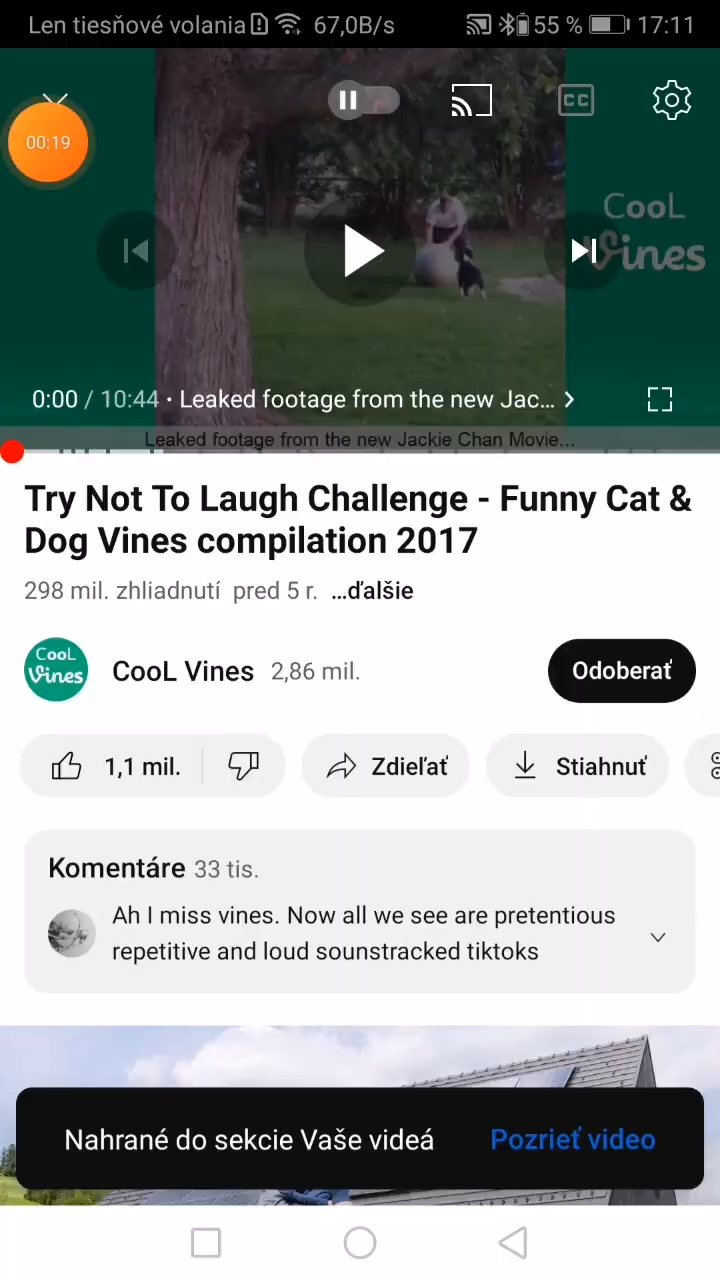 Len tiesňové volania 67,0B/s 55 % 17:11
00:19
CC
CooL
Vines
0:00 / 10:44 · Leaked footage from the new Jac...
Leaked footage from the new Jackie Chan Movie...
Try Not To Laugh Challenge - Funny Cat &
Dog Vines compilation 2017
298 mil. zhliadnutí pred 5 r. ...ďalšie
CooL
Vines
CooL Vines 2,86 mil.
Odoberať
1,1 mil.
Zdieľať
Stiahnuť
Komentáre 33 tis.
Ah I miss vines. Now all we see are pretentious
repetitive and loud sounstracked tiktoks
Nahrané do sekcie Vaše videá Pozrieť video